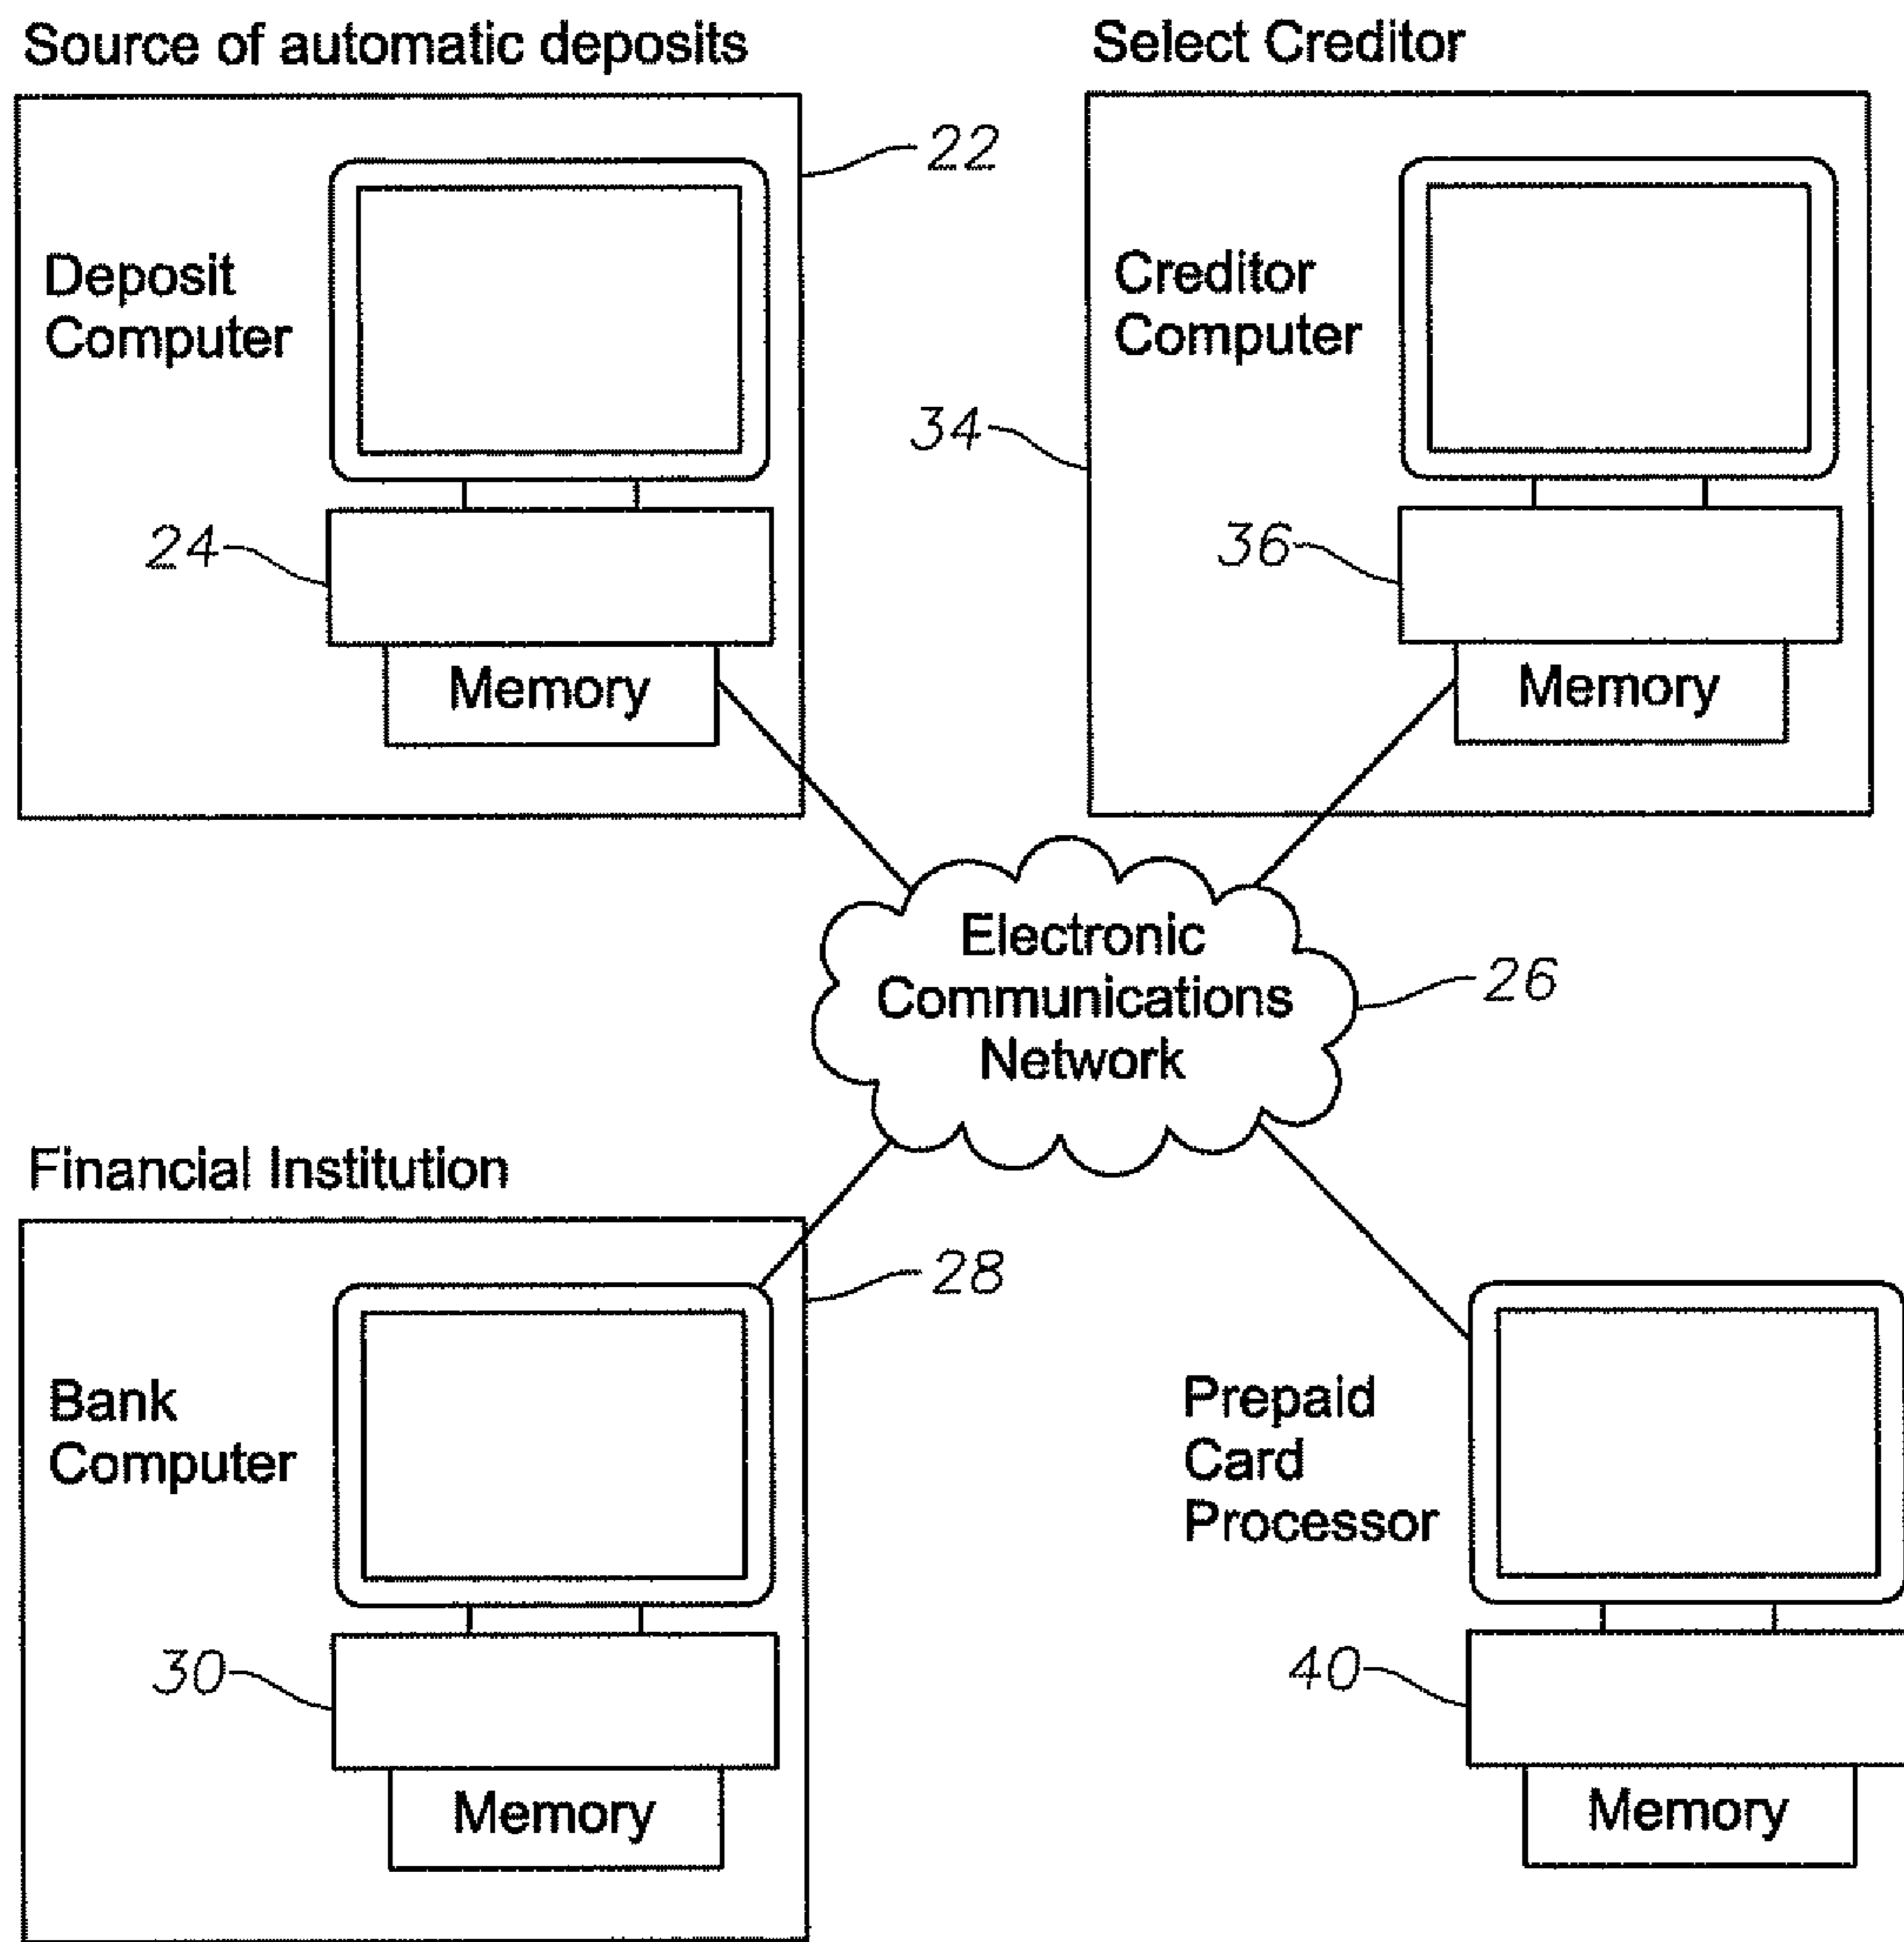 Source of automatic deposits
Select Creditor
22
Deposit
Computer
24
Memory
34
Creditor
Computer
36
Memory
Electronic
Communications
Network
26
Financial Institution
28
Bank
Computer
30
Memory
Prepaid
Card
Processor
40
Memory